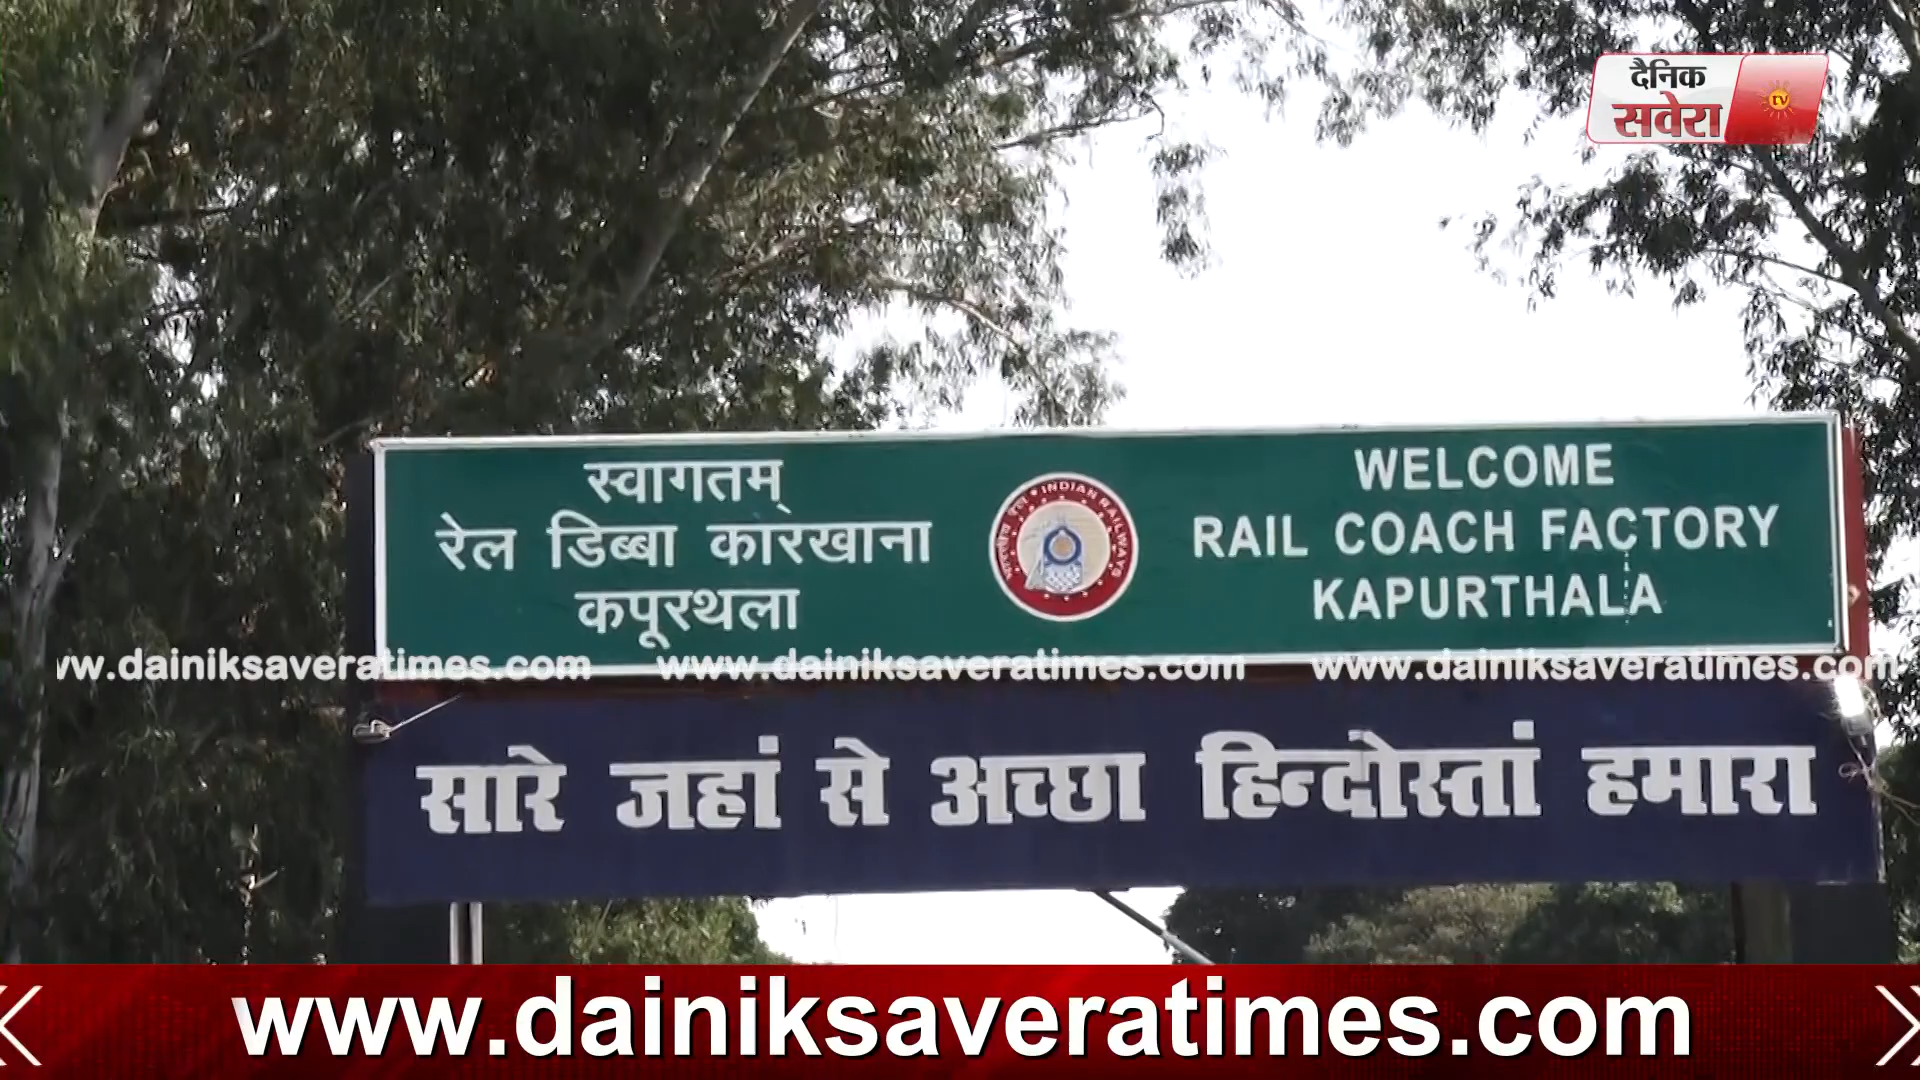 दैनिक
सवेरा
TV
स्वागतम्
रेल डिब्बा कारखाना
कपूरथला
INDIAN RAILWAYS
WELCOME
RAIL COACH FACTORY
KAPURTHALA
ww.dainiksaveratimes.com www.dainiksaveratimes.com www.dainiksaveratimes.com
सारे जहां से अच्छा हिन्दोस्तां हमारा
www.dainiksaveratimes.com